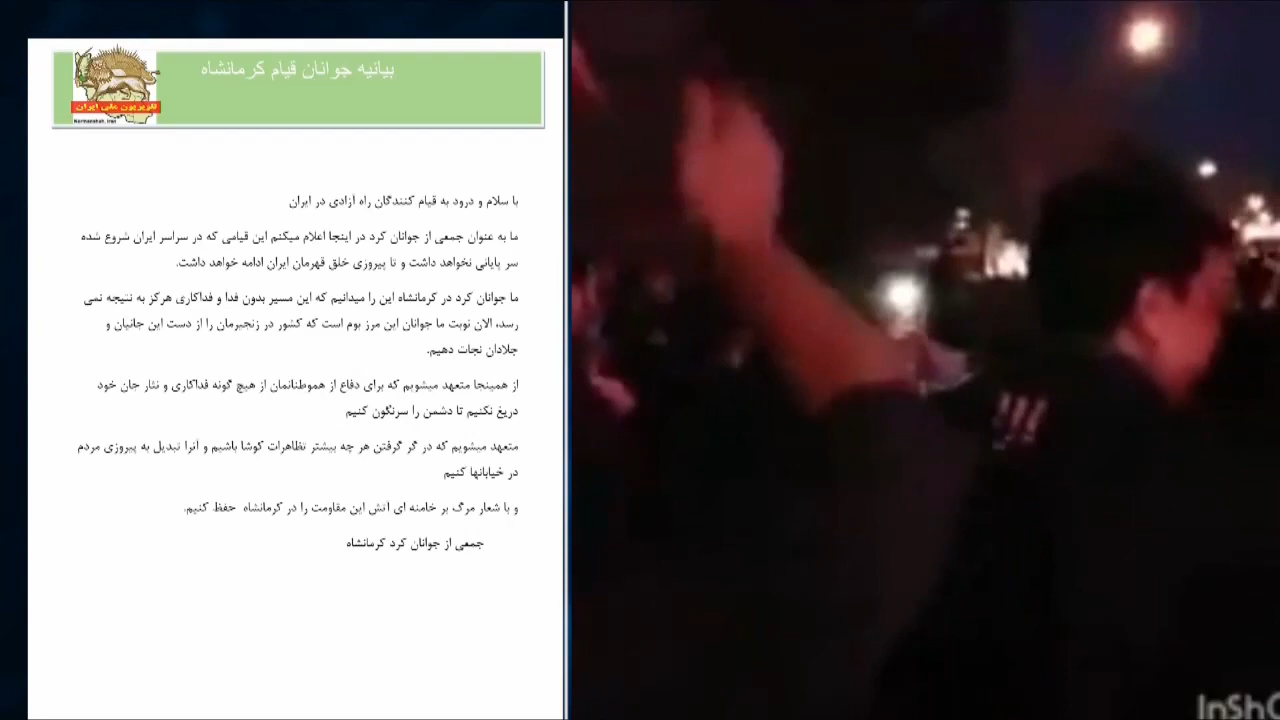 بیانیه جوانان قیام کرمانشاه
تلویزیون ملی ایران
Kermanshah, Iran
با سلام و درود به قیام کنندگان راه آزادی در ایران
ما به عنوان جمعی از جوانان کرد در اینجا اعلام میکنم این قیامی که در سراسر ایران شروع شده
سر پایانی نخواهد داشت و تا پیروزی خلق قهرمان ایران ادامه خواهد داشت.
ما جوانان کرد در کرمانشاه این را میدانیم که این مسیر بدون فدا و فداکاری هرکز به نتیجه نمی
رسد، الان نوبت ما جوانان این مرز بوم است که کشور در زنجیرمان را از دست این جانیان و
جلادان نجات دهیم.
از همینجا متعهد میشویم که برای دفاع از هموطنانمان از هیچ گونه فداکاری و نثار جان خود
دریغ نکنیم تا دشمن را سرنگون کنیم
متعهد میشویم که در گر گرفتن هر چه بیشتر تظاهرات کوشا باشیم و آنرا تبدیل به پیروزی مردم
در خیابانها کنیم
و با شعار مرگ بر خامنه ای آتش این مقاومت را در کرمانشاه حفظ کنیم.
جمعی از جوانان کرد کرمانشاه
InSho